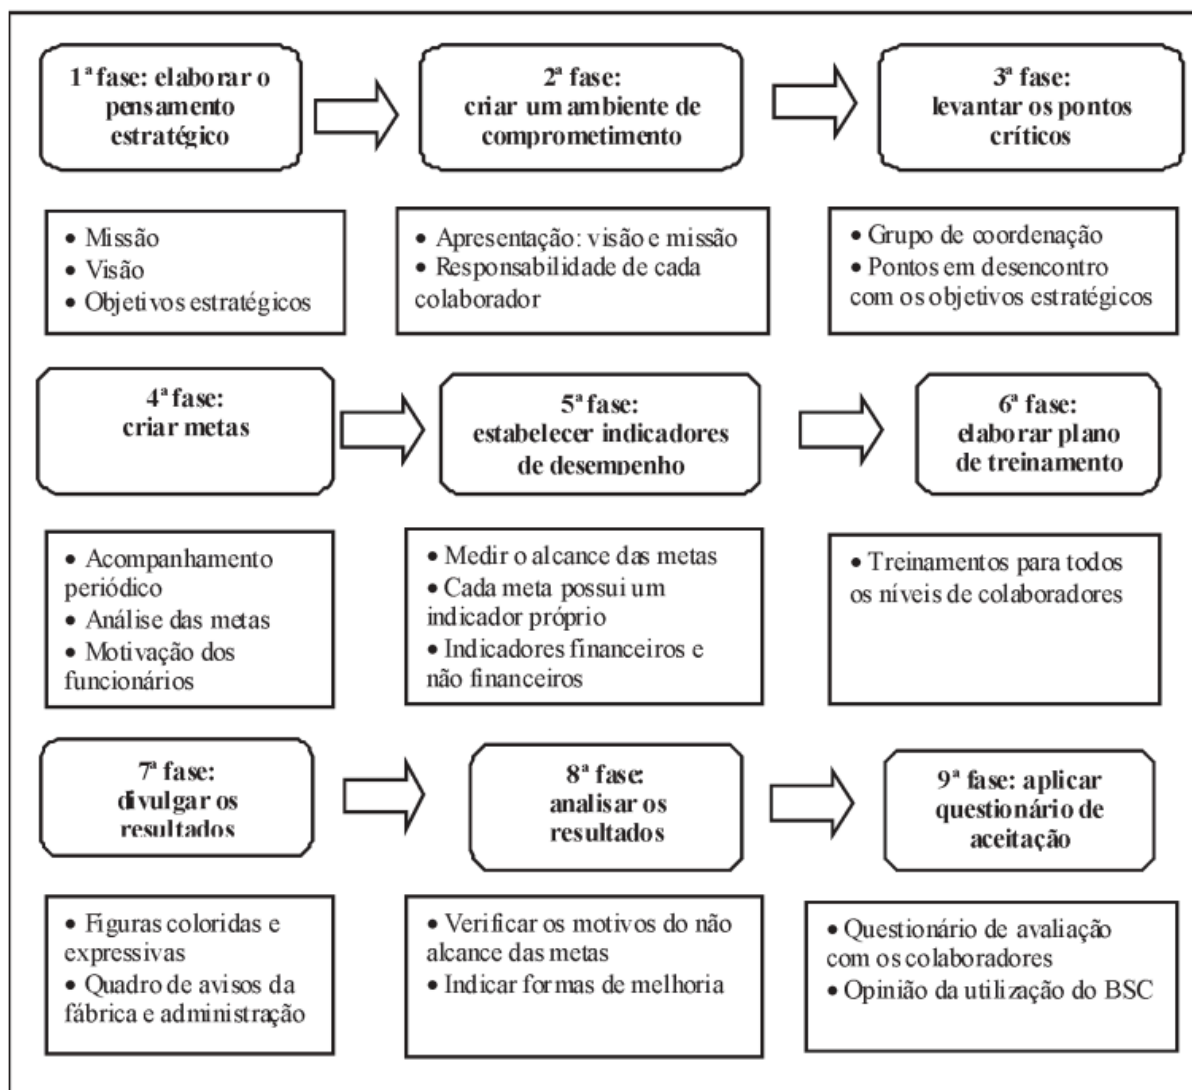 1ª fase: elaborar o
pensamento
estratégico
2ª fase:
criar um ambiente de
comprometimento
3ª fase:
levantar os pontos
críticos
• Missão
• Visão
• Objetivos estratégicos
• Apresentação: visão e missão
• Responsabilidade de cada
colaborador
• Grupo de coordenação
• Pontos em desencontro
com os objetivos estratégicos
4ª fase:
criar metas
5ª fase:
estabelecer indicadores
de desempenho
6ª fase:
elaborar plano
de treinamento
• Acompanhamento
periódico
• Análise das metas
• Motivação dos
funcionários
• Medir o alcance das metas
• Cada meta possui um
indicador próprio
• Indicadores financeiros e
não financeiros
• Treinamentos para todos
os níveis de colaboradores
7ª fase:
divulgar os
resultados
8ª fase:
analisar os
resultados
9ª fase: aplicar
questionário de
aceitação
• Figuras coloridas e
expressivas
• Quadro de avisos da
fábrica e administração
• Verificar os motivos do não
alcance das metas
• Indicar formas de melhoria
• Questionário de avaliação
com os colaboradores
• Opinião da utilização do BSC